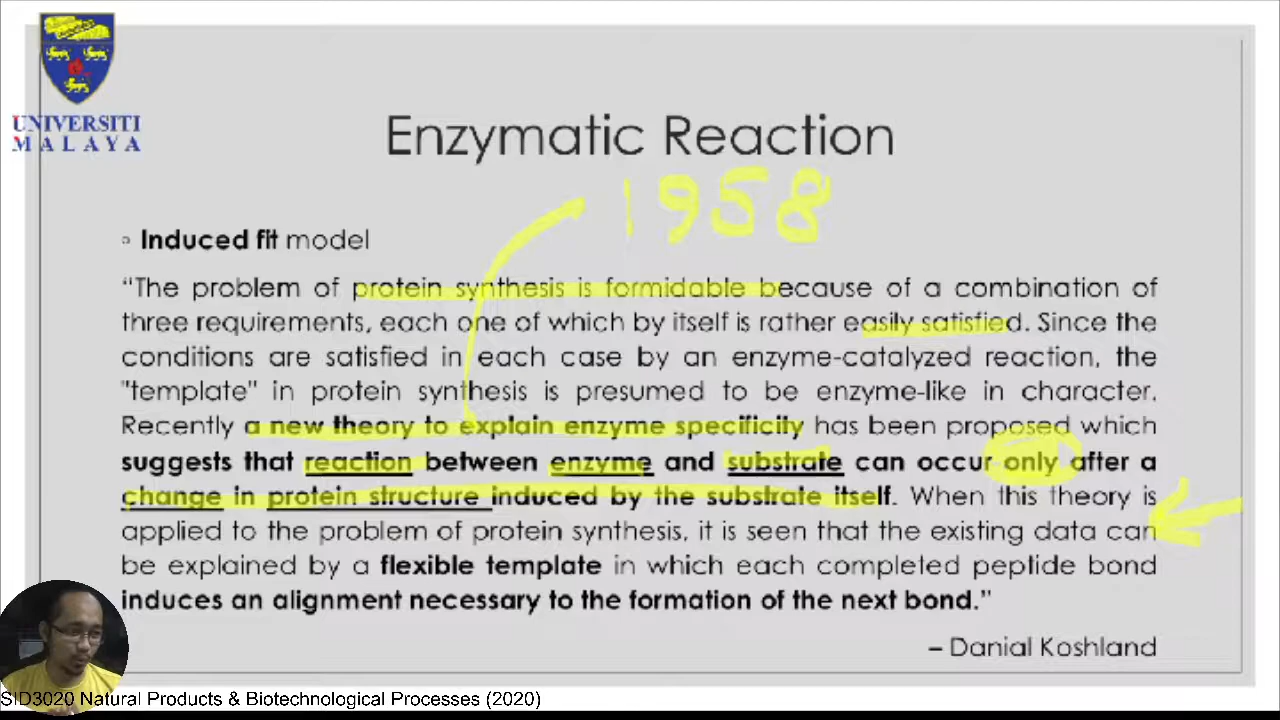 UNIVERSITI
MALAYA
Enzymatic Reaction
1958
◦ Induced fit model
“The problem of protein synthesis is formidable because of a combination of
three requirements, each one of which by itself is rather easily satisfied. Since the
conditions are satisfied in each case by an enzyme-catalyzed reaction, the
"template" in protein synthesis is presumed to be enzyme-like in character.
Recently a new theory to explain enzyme specificity has been proposed which
suggests that reaction between enzyme and substrate can occur only after a
change in protein structure induced by the substrate itself. When this theory is
applied to the problem of protein synthesis, it is seen that the existing data can
be explained by a flexible template in which each completed peptide bond
induces an alignment necessary to the formation of the next bond.”
– Danial Koshland
SID3020 Natural Products & Biotechnological Processes (2020)